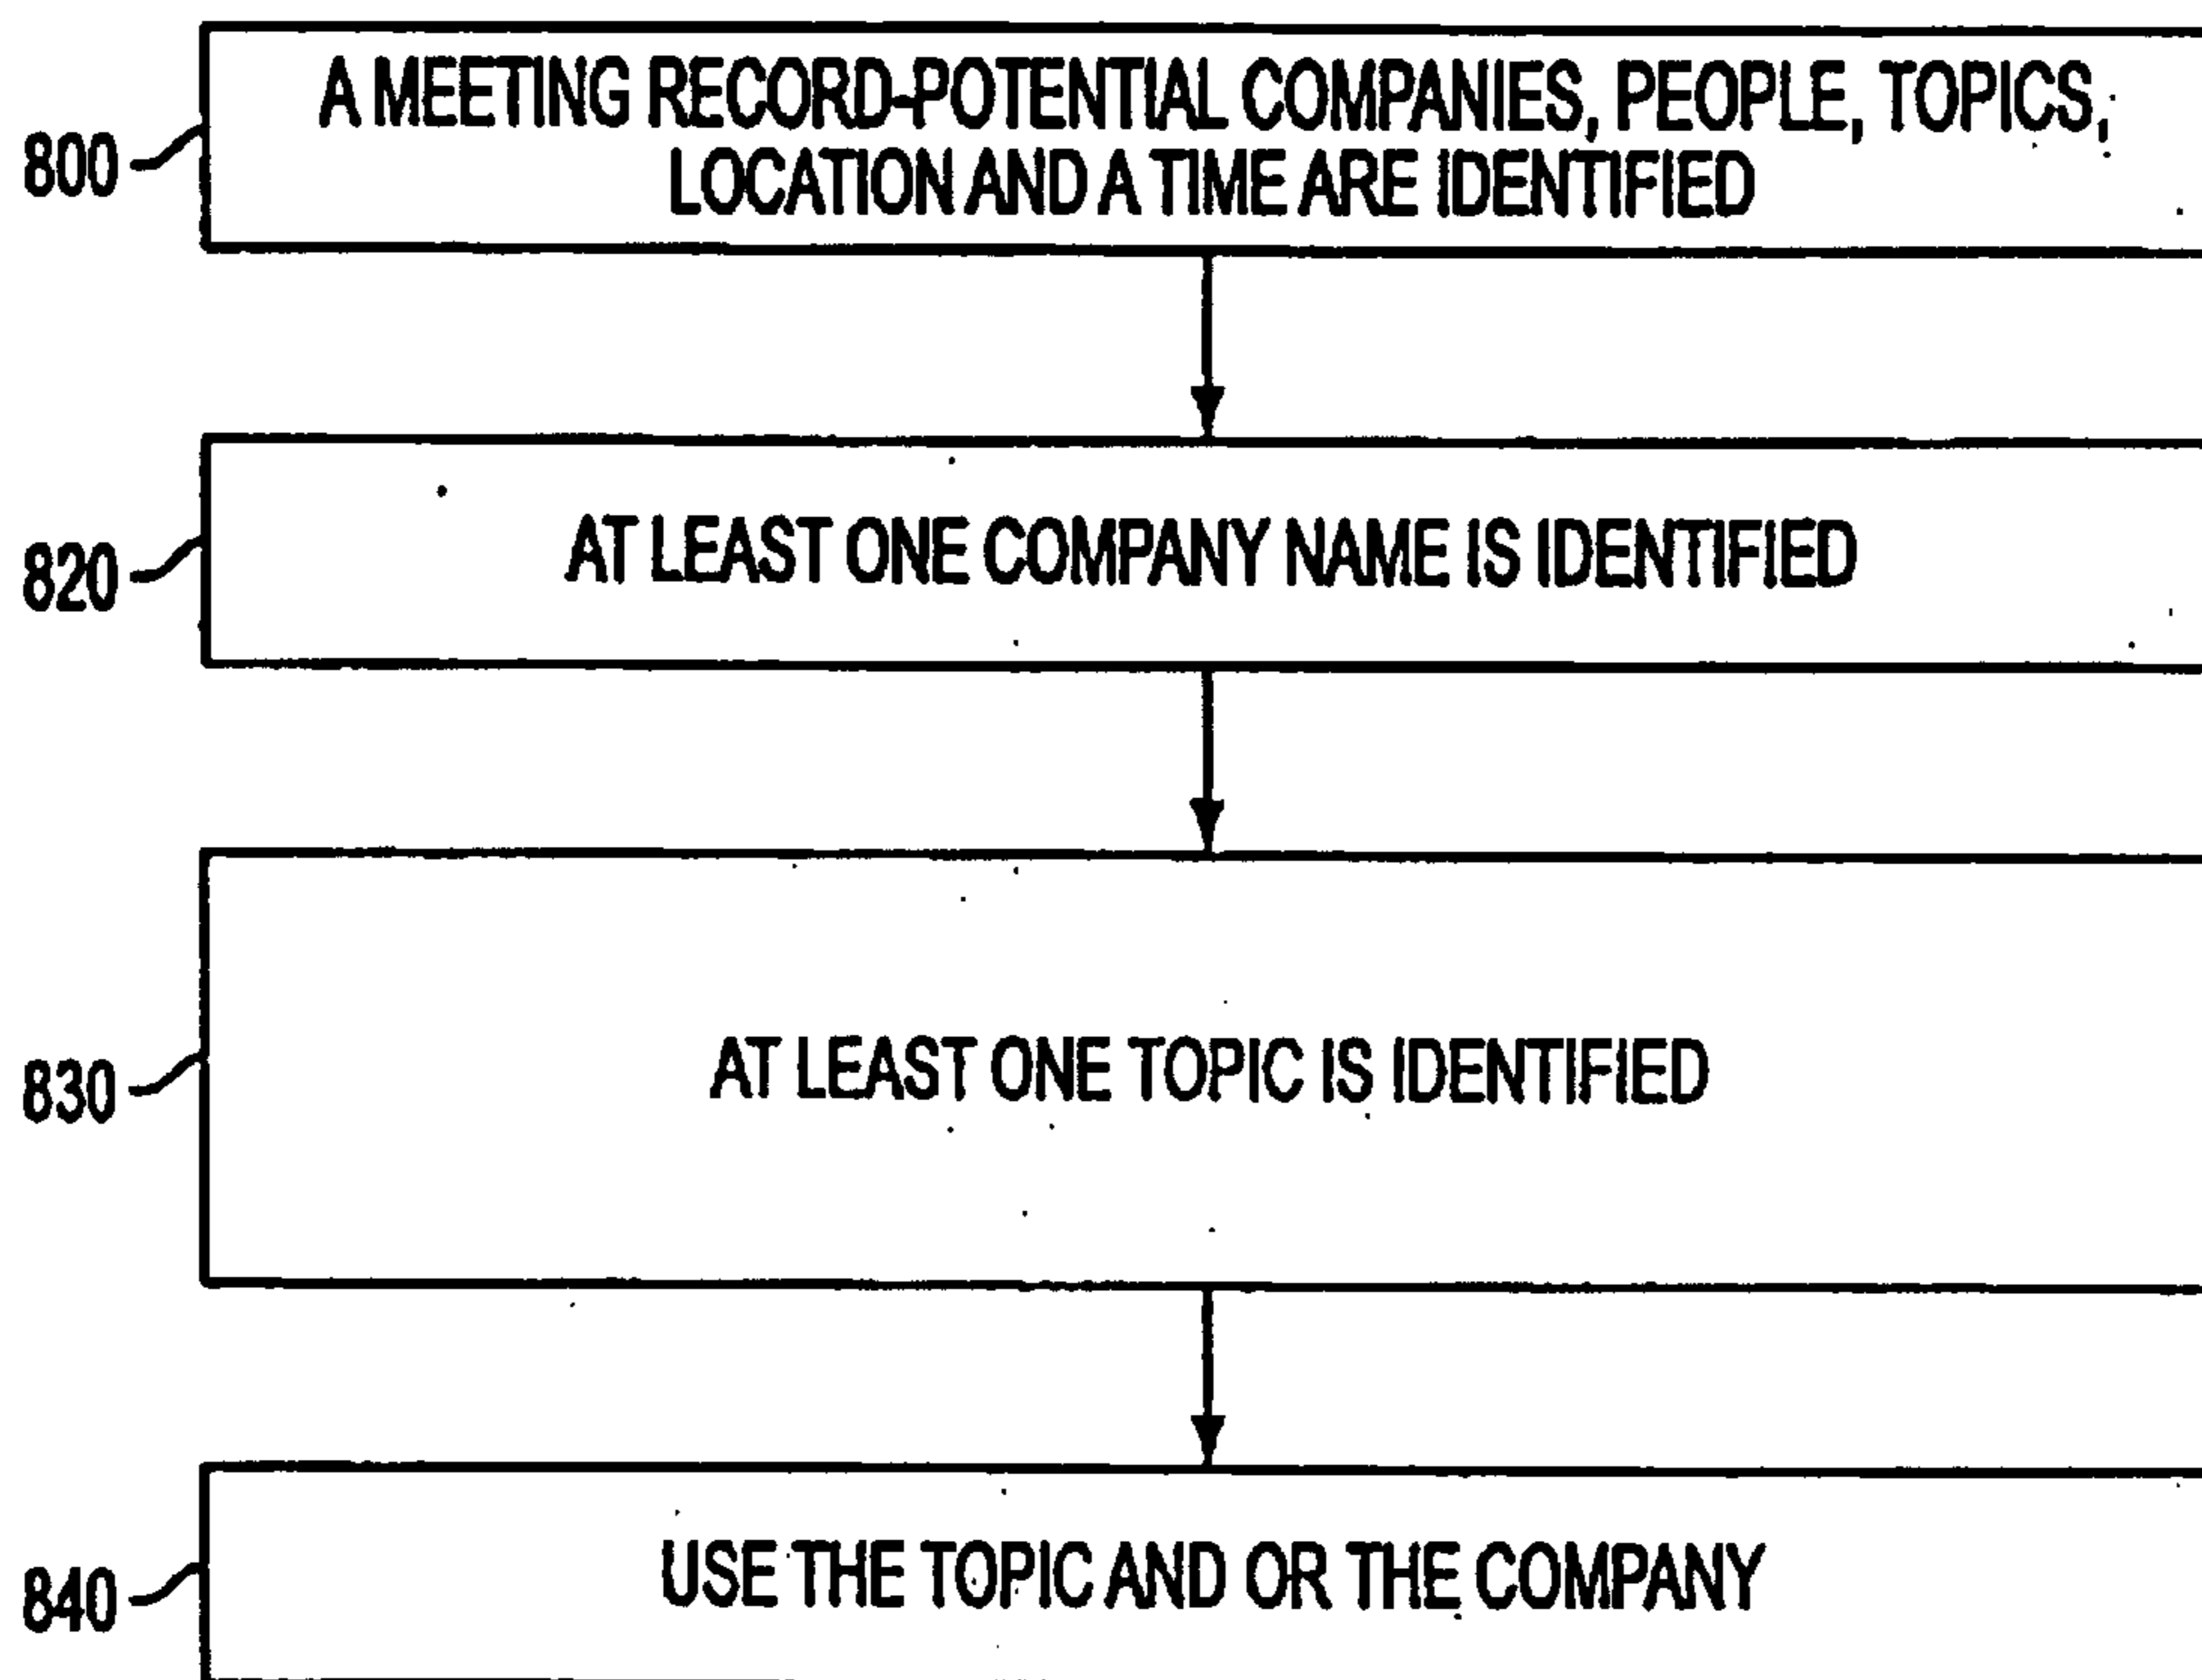 A MEETING RECORD-POTENTIAL COMPANIES, PEOPLE, TOPICS,
LOCATION AND A TIME ARE IDENTIFIED
800
AT LEAST ONE COMPANY NAME IS IDENTIFIED
820
AT LEAST ONE TOPIC IS IDENTIFIED
830
USE THE TOPIC AND OR THE COMPANY
840